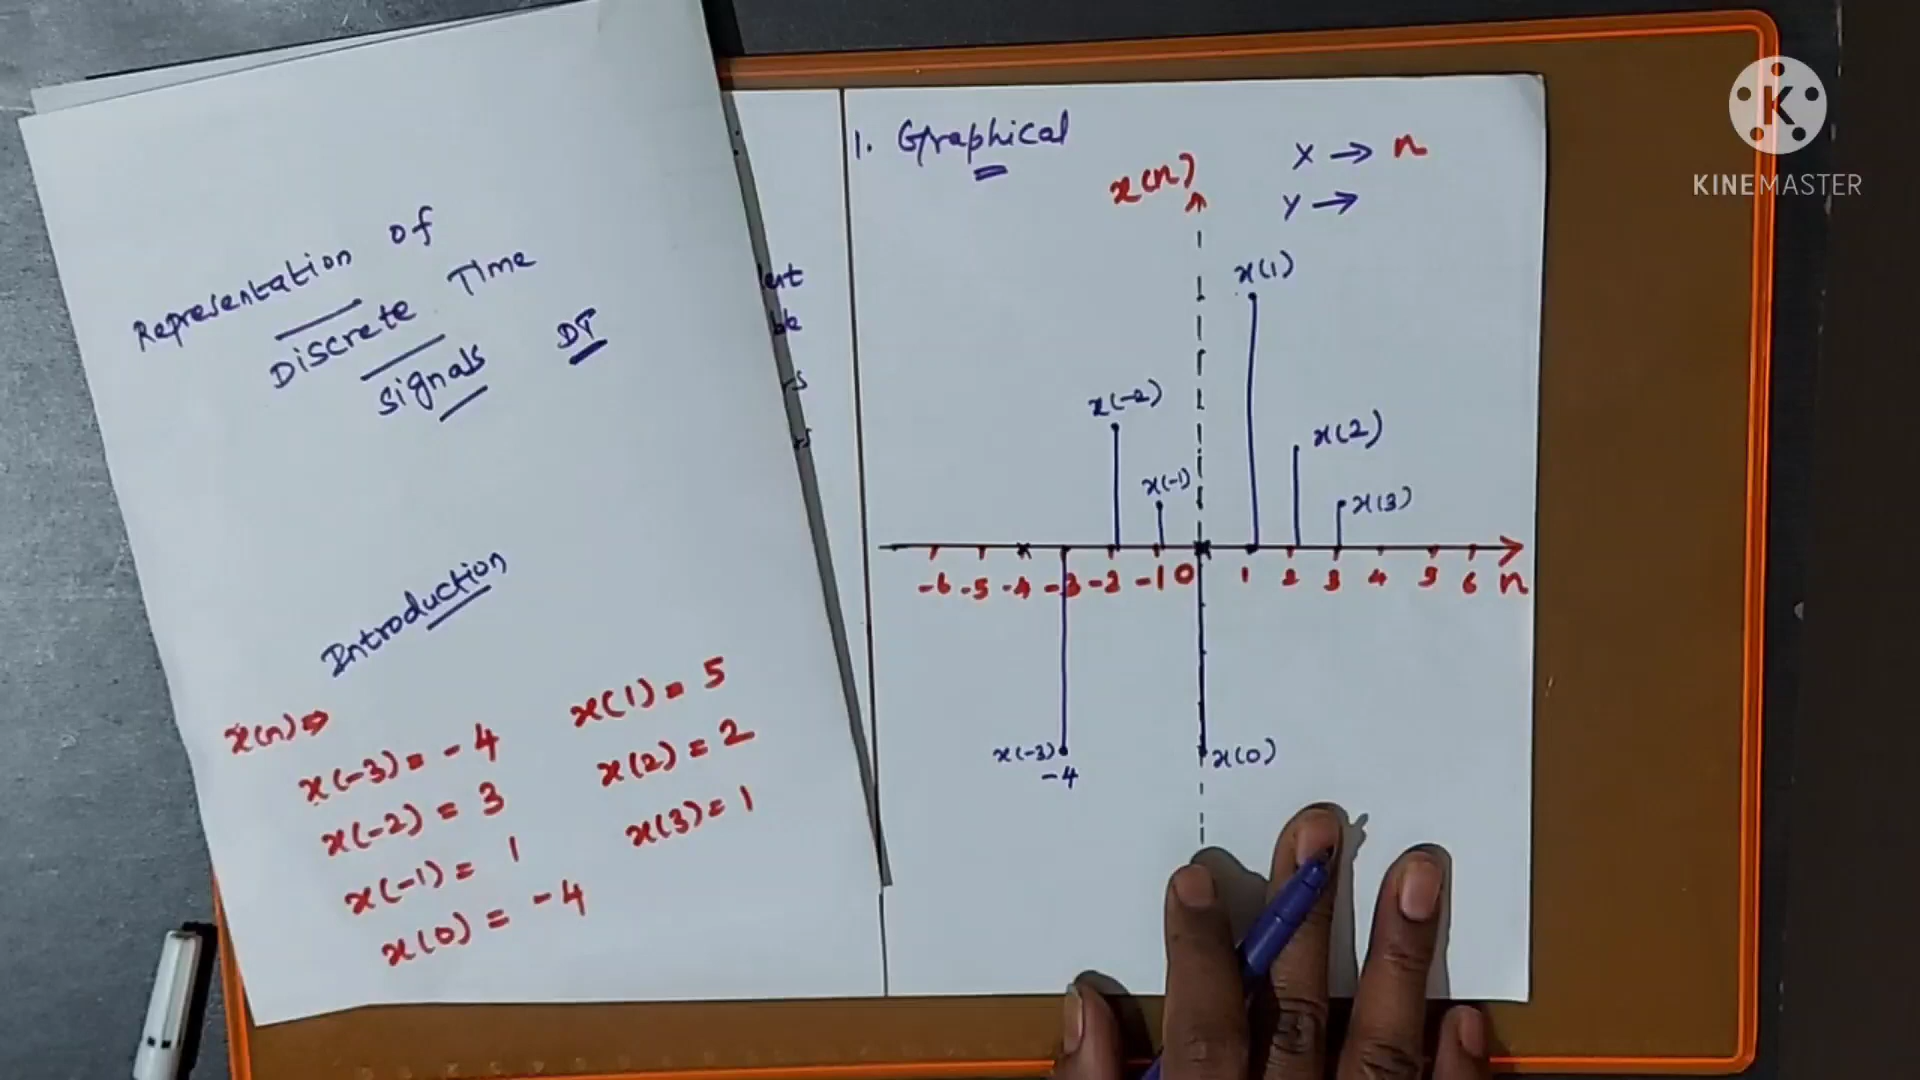 Representation of
Discrete Time
Signals DT
Introduction
x(n)⇒
x(-3) = -4
x(-2) = 3
x(-1) = 1
x(0) = -4
x(1) = 5
x(2) = 2
x(3) = 1
1. Graphical
x(n)
X → n
Y →
x(1)
x(-2)
x(2)
x(-1)
x(3)
-6 -5 -4 -3 -2 -1 0 1 2 3 4 5 6 n
x(-3)
-4
x(0)
K
KINEMASTER